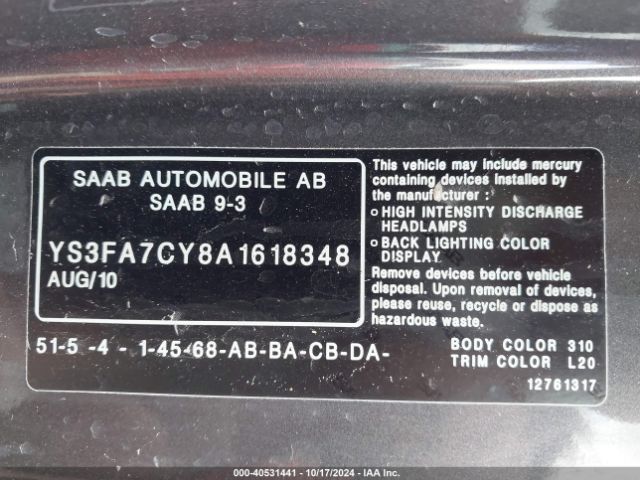 SAAB AUTOMOBILE AB
SAAB 9-3
YS3FA7CY8A1618348
AUG/10
51-5 -4 - 1-45-68-AB-BA-CB-DA-
This vehicle may include mercury
containing devices installed by
the manufacturer :
o HIGH INTENSITY DISCHARGE
HEADLAMPS
o BACK LIGHTING COLOR
DISPLAY
Remove devices before vehicle
disposal. Upon removal of devices,
please reuse, recycle or dispose as
hazardous waste.
BODY COLOR 310
TRIM COLOR L20
12761317
000-40531441 - 10/17/2024 - IAA Inc.